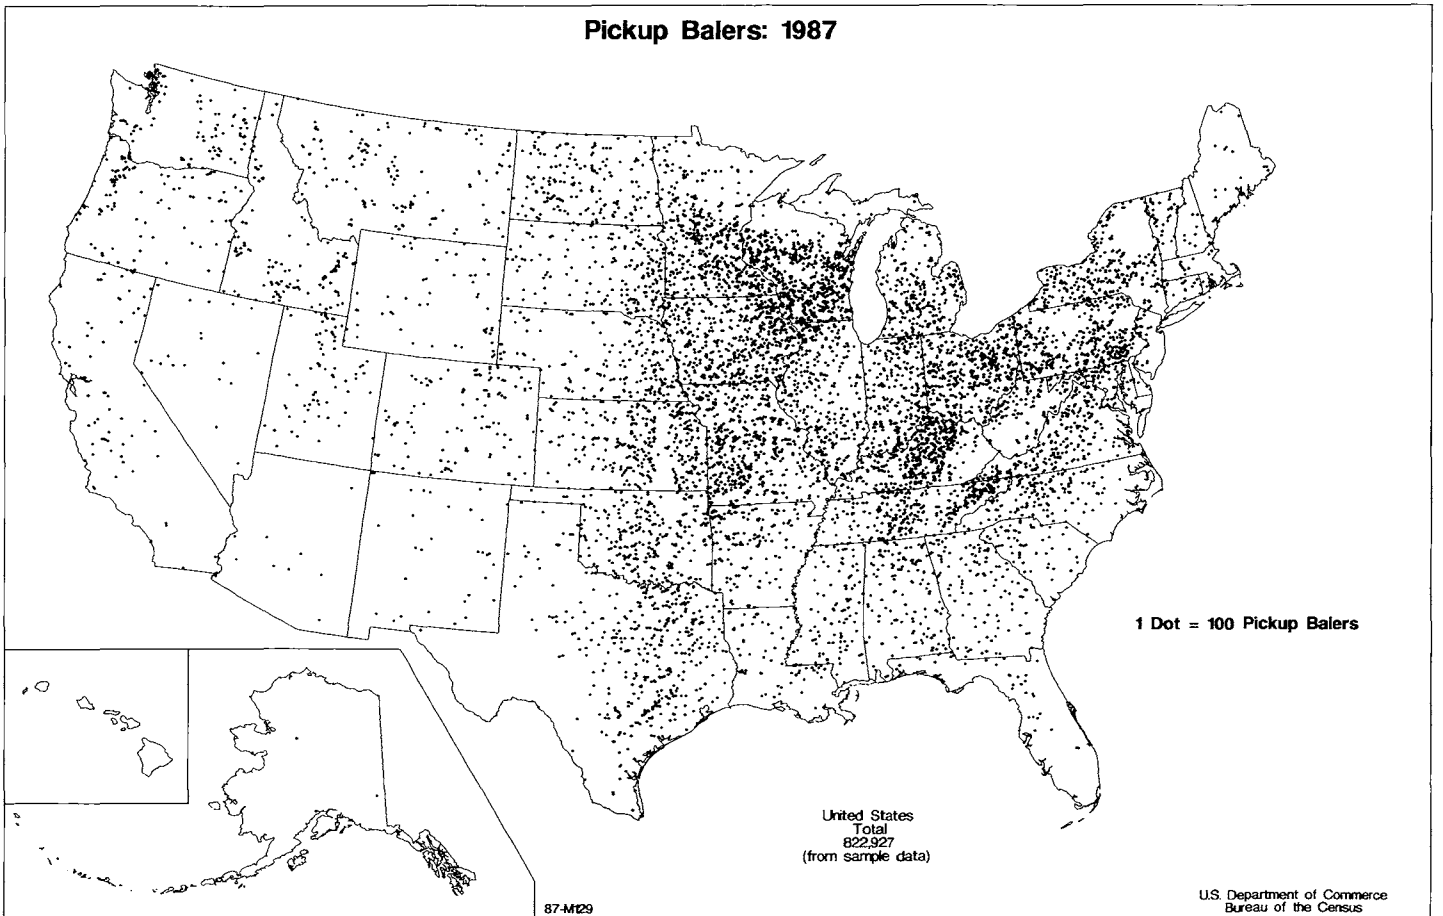 Pickup Balers: 1987
1 Dot = 100 Pickup Balers
United States
Total
822,927
(from sample data)
87-M129
U.S. Department of Commerce
Bureau of the Census